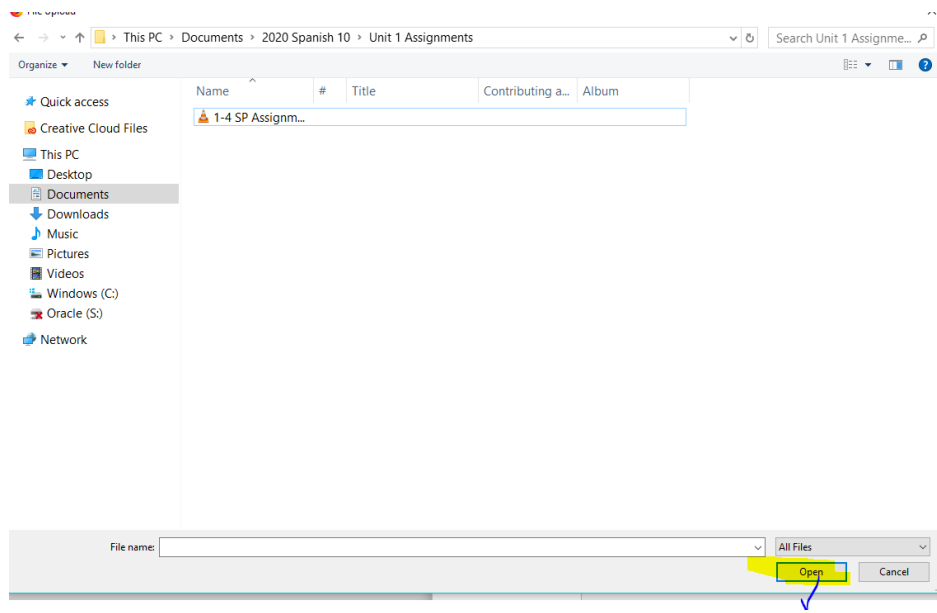 File Upload
This PC > Documents > 2020 Spanish 10 > Unit 1 Assignments
Search Unit 1 Assignme...
Organize
New folder
Name # Title Contributing a... Album
1-4 SP Assignm...
Quick access
Creative Cloud Files
This PC
Desktop
Documents
Downloads
Music
Pictures
Videos
Windows (C:)
Oracle (S:)
Network
File name:
All Files
Open Cancel